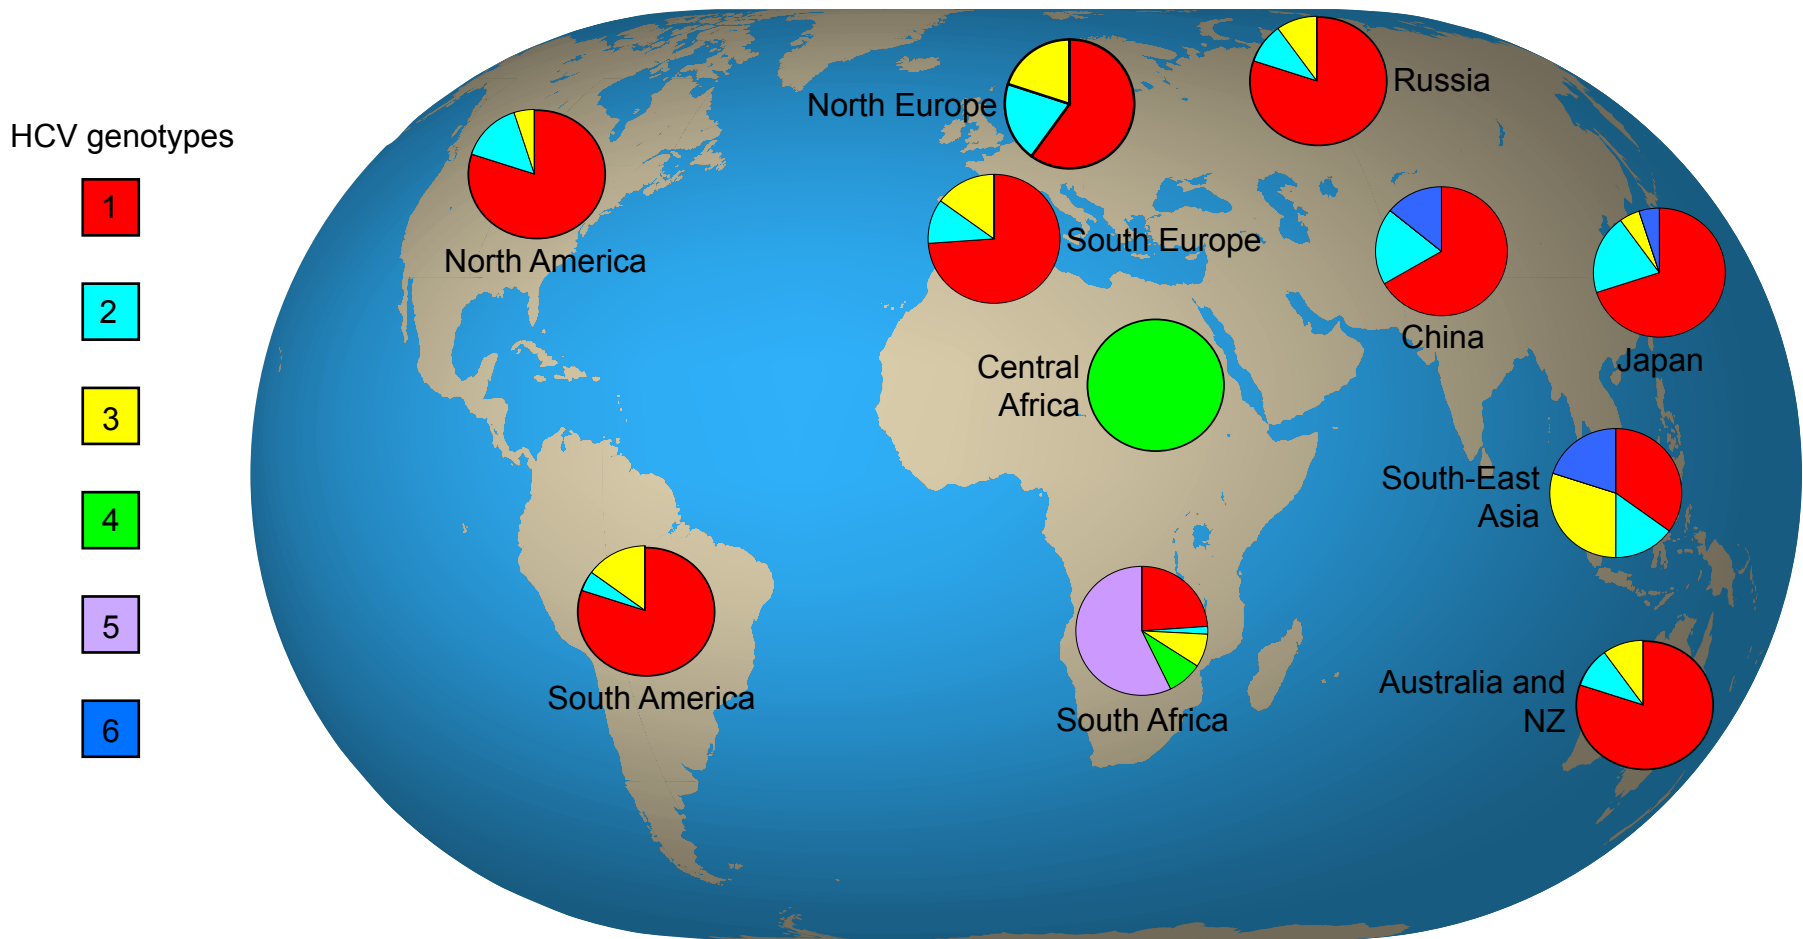 HCV genotypes
1
2
3
4
5
6
North America
South America
North Europe
South Europe
Russia
Central
Africa
South Africa
China
Japan
South-East
Asia
Australia and
NZ